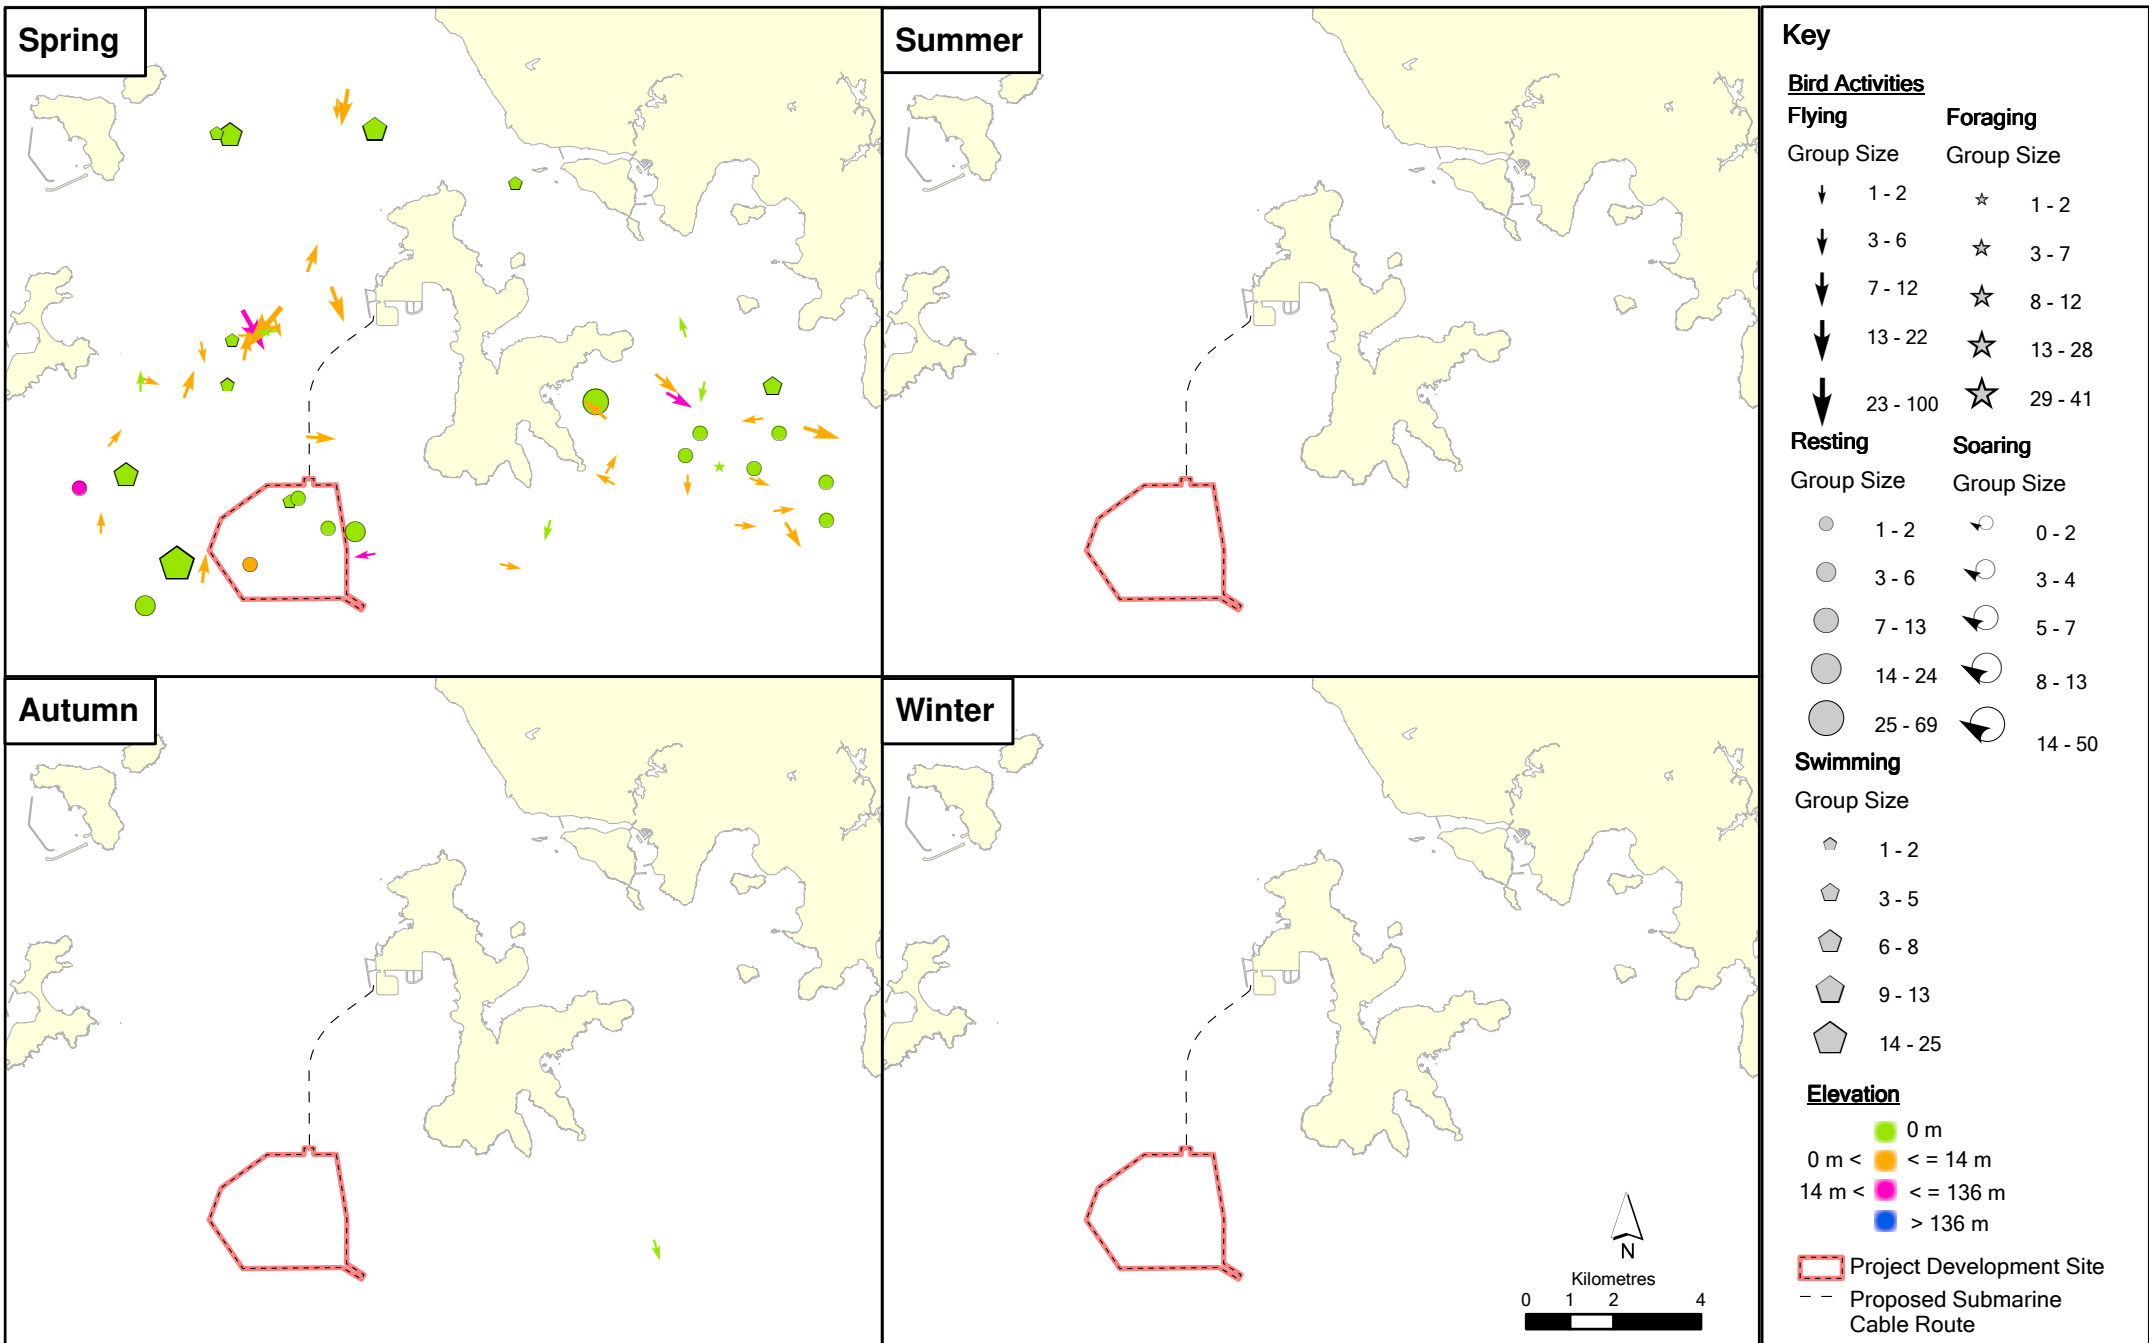 Spring
Summer
Autumn
Winter
N
Kilometres
0 1 2 4
Key
Bird Activities
Flying
Group Size
1 - 2
3 - 6
7 - 12
13 - 22
23 - 100
Foraging
Group Size
1 - 2
3 - 7
8 - 12
13 - 28
29 - 41
Resting
Group Size
1 - 2
3 - 6
7 - 13
14 - 24
25 - 69
Soaring
Group Size
0 - 2
3 - 4
5 - 7
8 - 13
14 - 50
Swimming
Group Size
1 - 2
3 - 5
6 - 8
9 - 13
14 - 25
Elevation
0 m
0 m < < = 14 m
14 m < < = 136 m
> 136 m
Project Development Site
Proposed Submarine
Cable Route